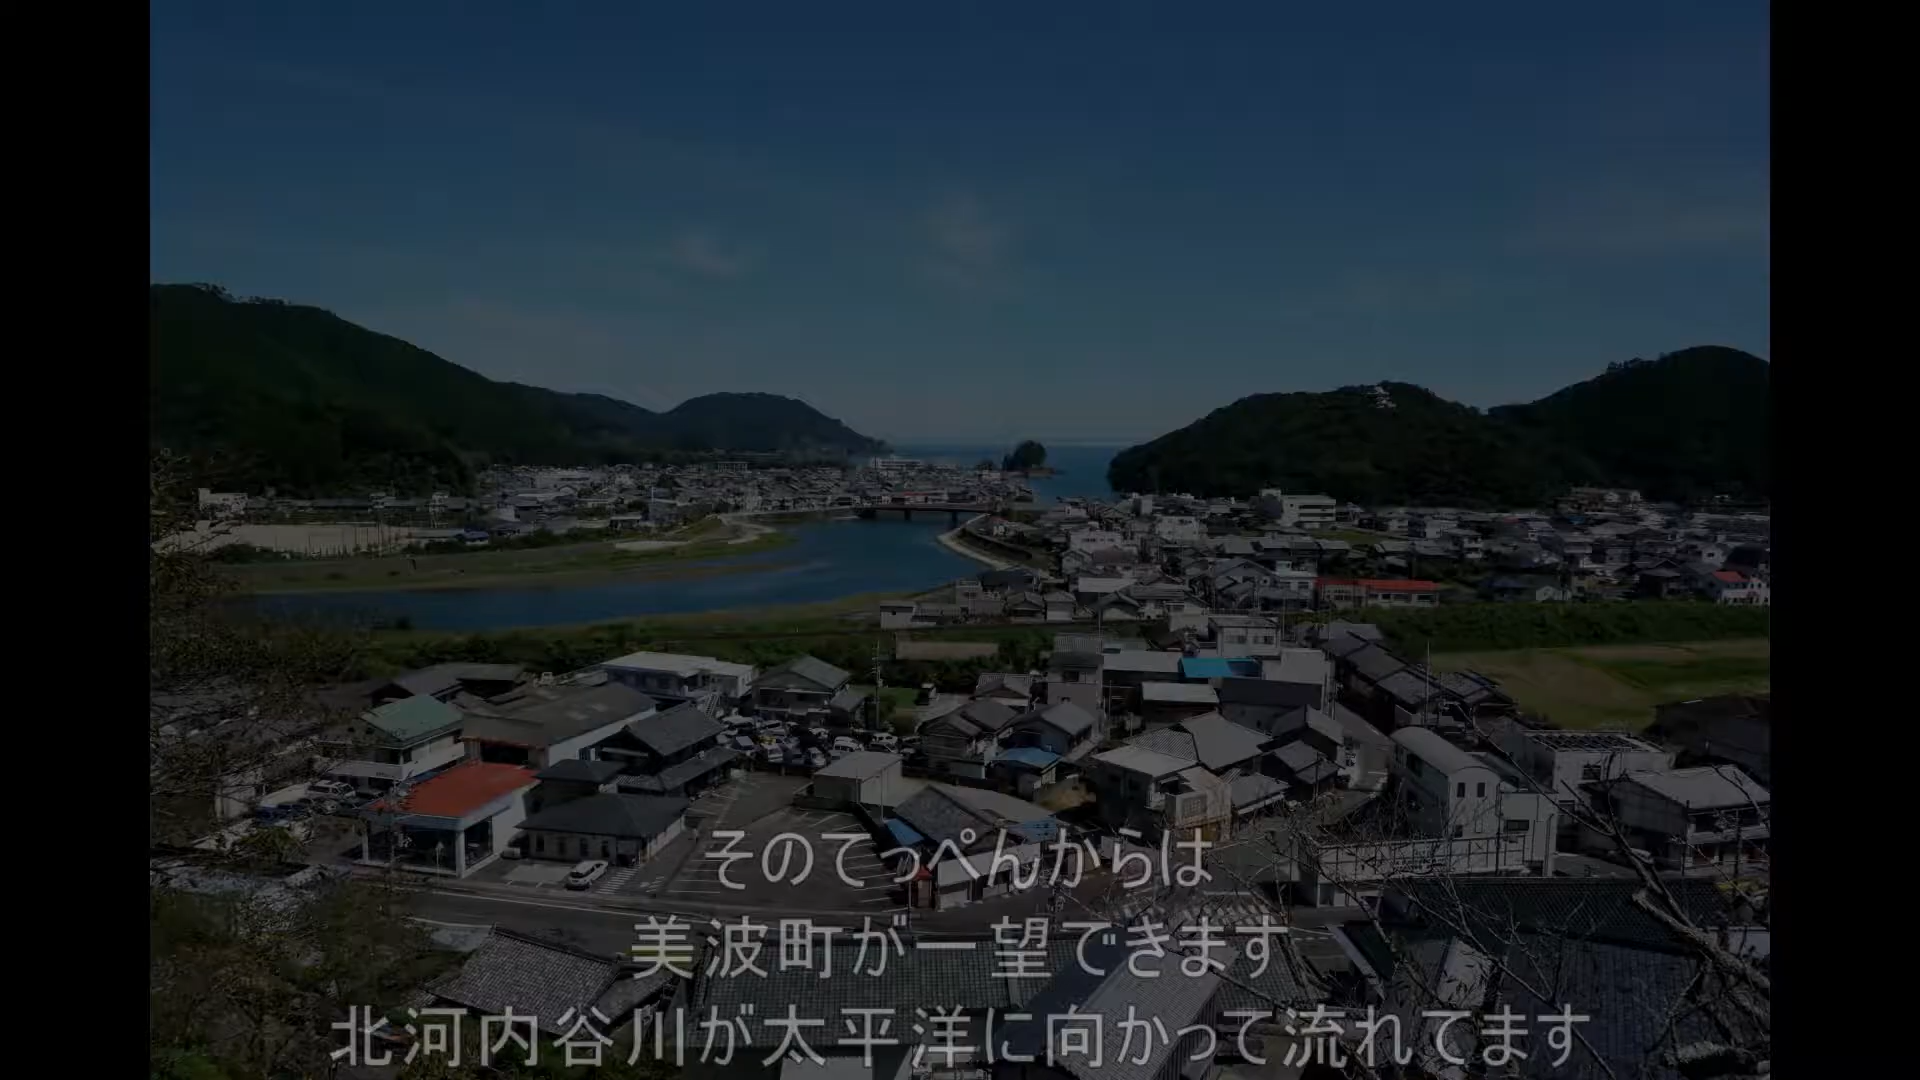 そのてっぺんからは
美波町が一望できます
北河内谷川が太平洋に向かって流れてます